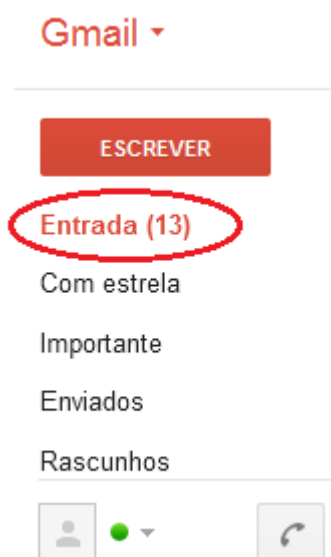 Gmail
ESCREVER
Entrada (13)
Com estrela
Importante
Enviados
Rascunhos